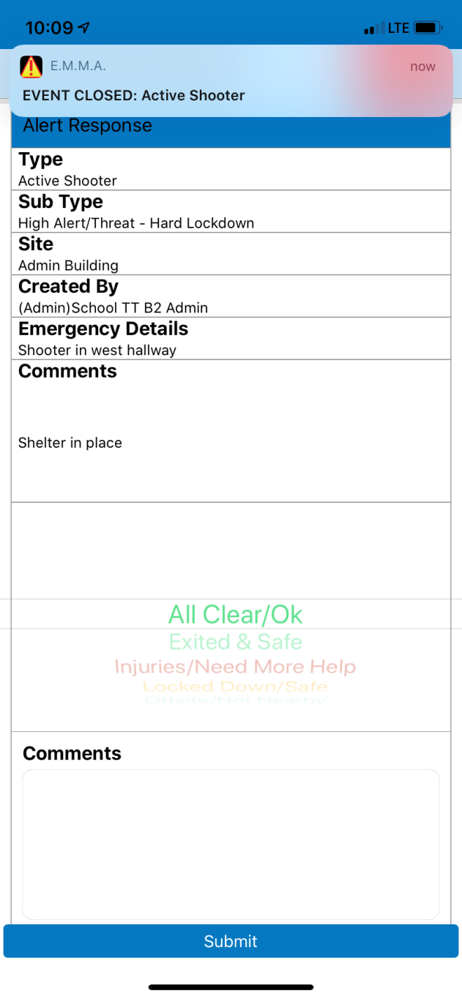 10:09
LTE
E.M.M.A.
now
EVENT CLOSED: Active Shooter
Alert Response
Type
Active Shooter
Sub Type
High Alert/Threat - Hard Lockdown
Site
Admin Building
Created By
(Admin)School TT B2 Admin
Emergency Details
Shooter in west hallway
Comments
Shelter in place
All Clear/Ok
Exited & Safe
Injuries/Need More Help
Locked Down/Safe
Offsite/Not Nearby
Comments
Submit